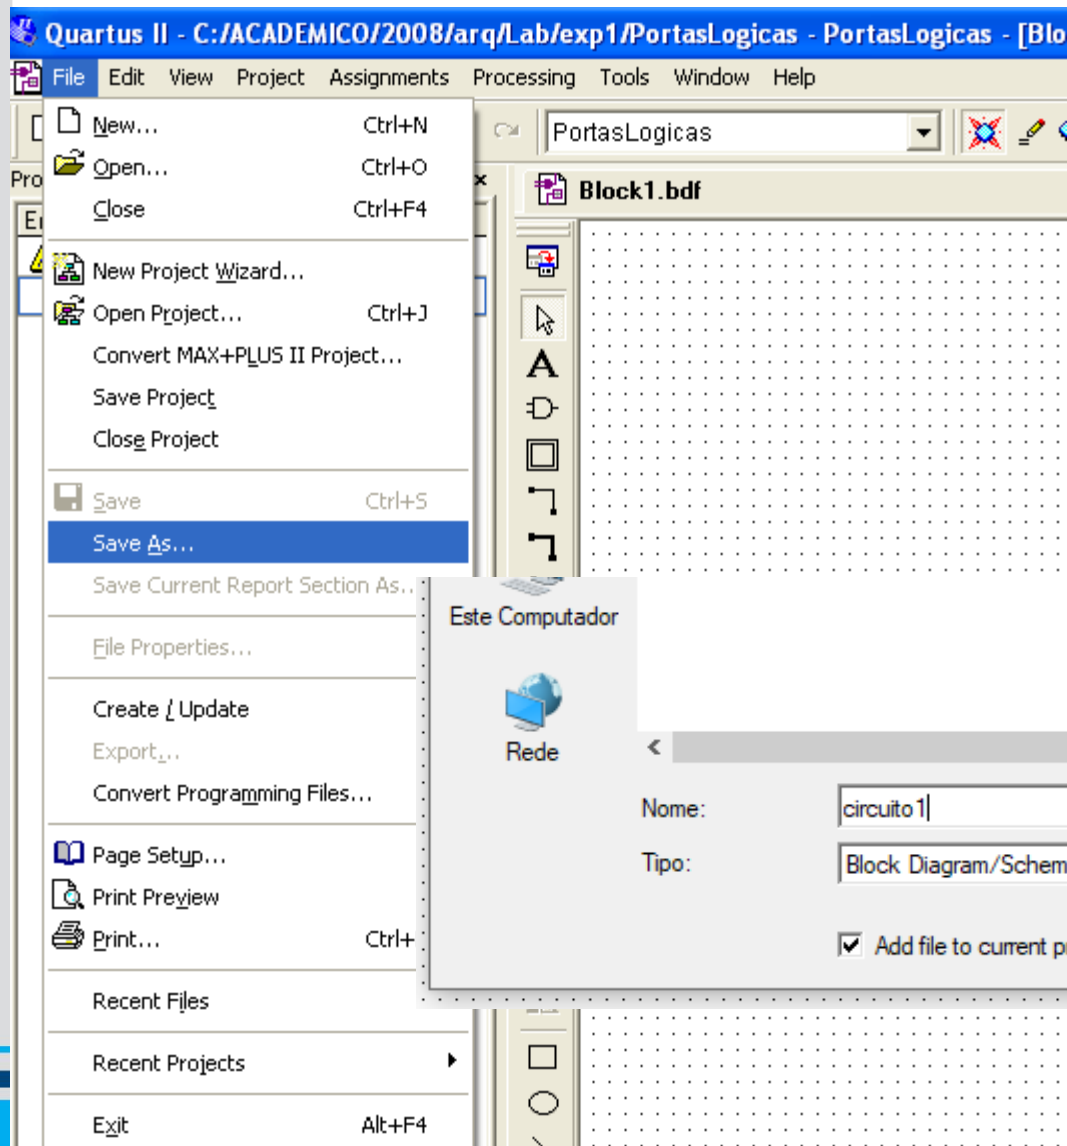 Quartus II - C:/ACADEMICO/2008/arq/Lab/exp1/PortasLogicas - PortasLogicas - [Blo
File Edit View Project Assignments Processing Tools Window Help
New... Ctrl+N
PortasLogicas
Open... Ctrl+O
Pro
Block1.bdf
Close Ctrl+F4
New Project Wizard...
Open Project... Ctrl+J
Convert MAX+PLUS II Project...
Save Project
Close Project
Save Ctrl+S
Save As...
Save Current Report Section As..
File Properties...
Create / Update
Export...
Convert Programming Files...
Page Setup...
Print Preview
Print... Ctrl+
Recent Files
Recent Projects
Exit Alt+F4
Este Computador
Rede
Nome: circuito1
Tipo: Block Diagram/Schem
Add file to current p